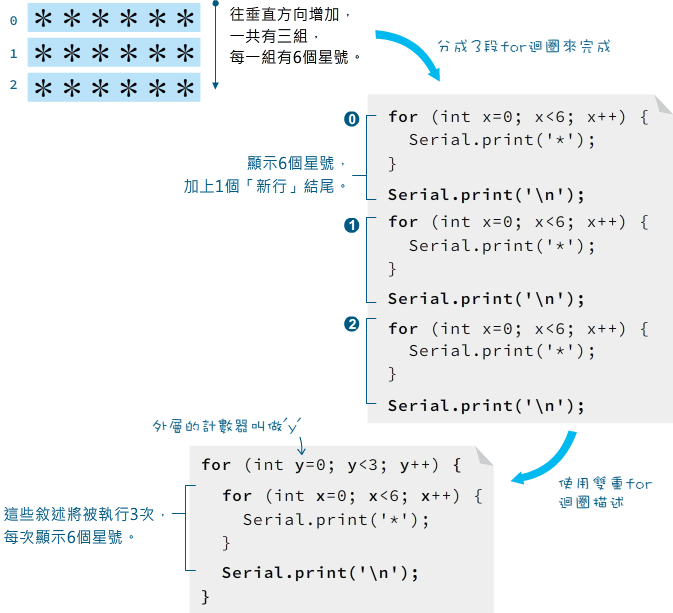 0 ＊＊＊＊＊＊
1 ＊＊＊＊＊＊
2 ＊＊＊＊＊＊
往垂直方向增加，
一共有三組，
每一組有6個星號。
分成3段for迴圈來完成
顯示6個星號，
加上1個「新行」結尾。
0
for (int x=0; x<6; x++) {
Serial.print('*');
}
Serial.print('\n');
1
for (int x=0; x<6; x++) {
Serial.print('*');
}
Serial.print('\n');
2
for (int x=0; x<6; x++) {
Serial.print('*');
}
Serial.print('\n');
使用雙重for
迴圈描述
外層的計數器叫做'y'
這些敘述將被執行3次，
每次顯示6個星號。
for (int y=0; y<3; y++) {
for (int x=0; x<6; x++) {
Serial.print('*');
}
Serial.print('\n');
}